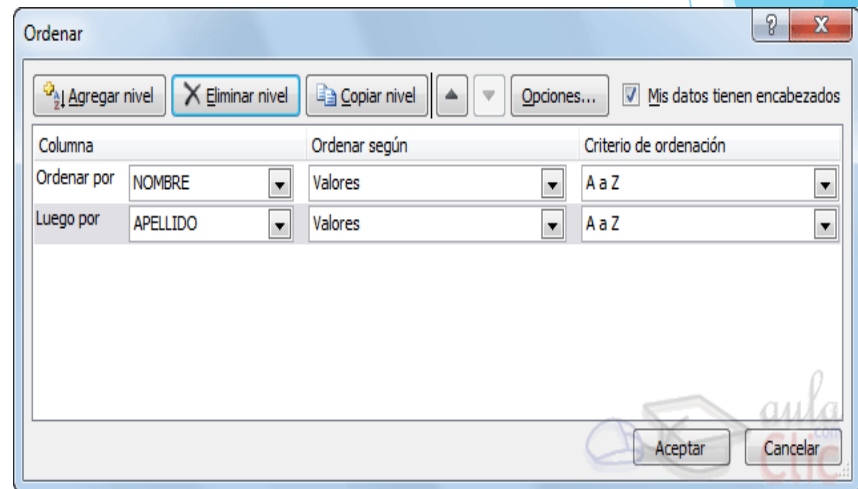 Ordenar
Agregar nivel Eliminar nivel Copiar nivel Opciones... Mis datos tienen encabezados
Columna Ordenar según Criterio de ordenación
Ordenar por NOMBRE Valores A a Z
Luego por APELLIDO Valores A a Z
aula
.com
Aceptar Cancelar
Clic